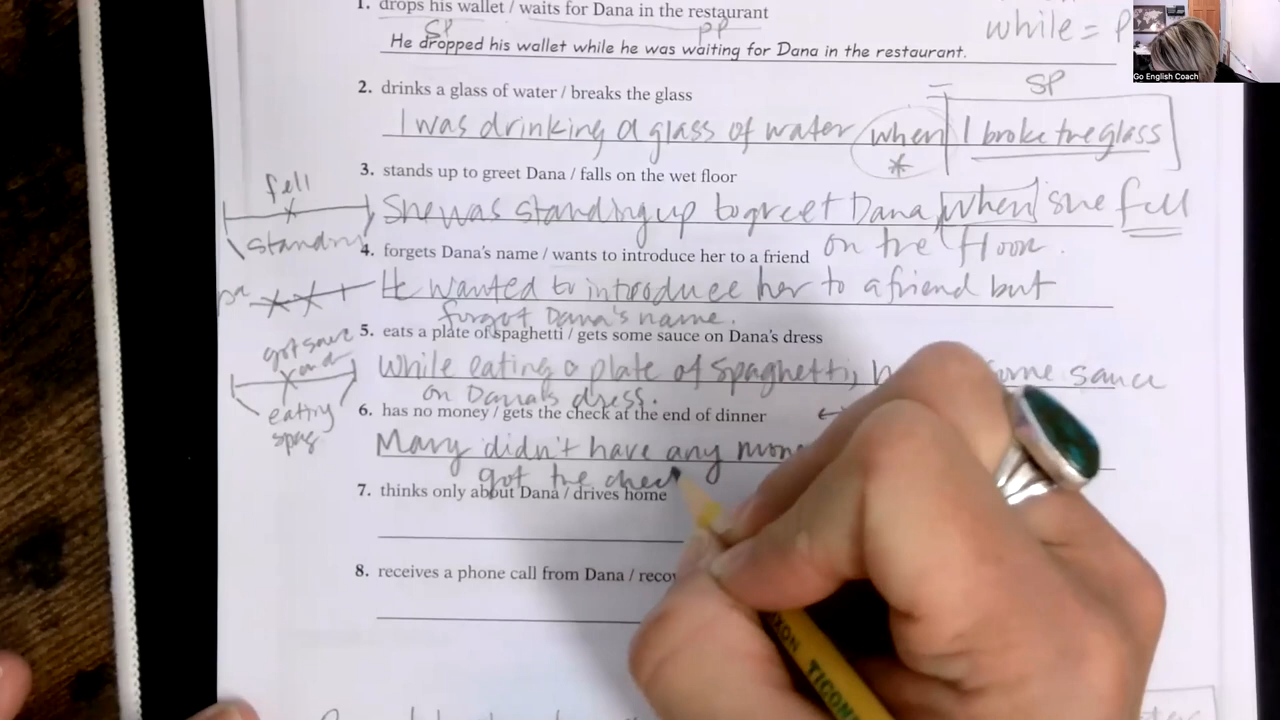 1. drops his wallet / waits for Dana in the restaurant
while = P
SP PP
He dropped his wallet while he was waiting for Dana in the restaurant.
Go English Coach
SP
2. drinks a glass of water / breaks the glass
I was drinking a glass of water when I broke the glass
*
3. stands up to greet Dana / falls on the wet floor
fell
She was standing up to greet Dana, when she fell
standing
on the floor.
4. forgets Dana's name / wants to introduce her to a friend
He wanted to introduce her to a friend but
forgot Dana's name.
5. eats a plate of spaghetti / gets some sauce on Dana's dress
got sauce
While eating a plate of spaghetti, some sauce
on Dana's dress.
eating
spag
6. has no money / gets the check at the end of dinner
Mary didn't have any mon
got the chec
7. thinks only about Dana / drives home
8. receives a phone call from Dana / reco
DIXON TICON